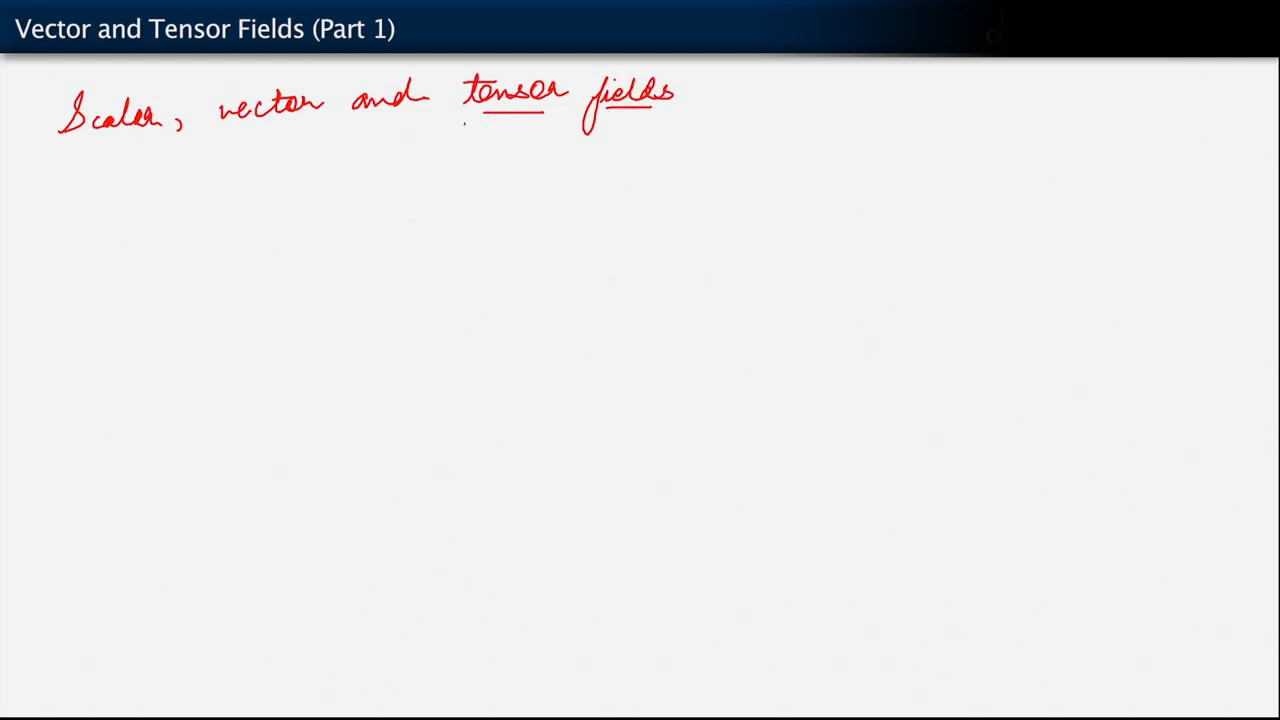 Vector and Tensor Fields (Part 1)
Scalar, vector and tensor fields